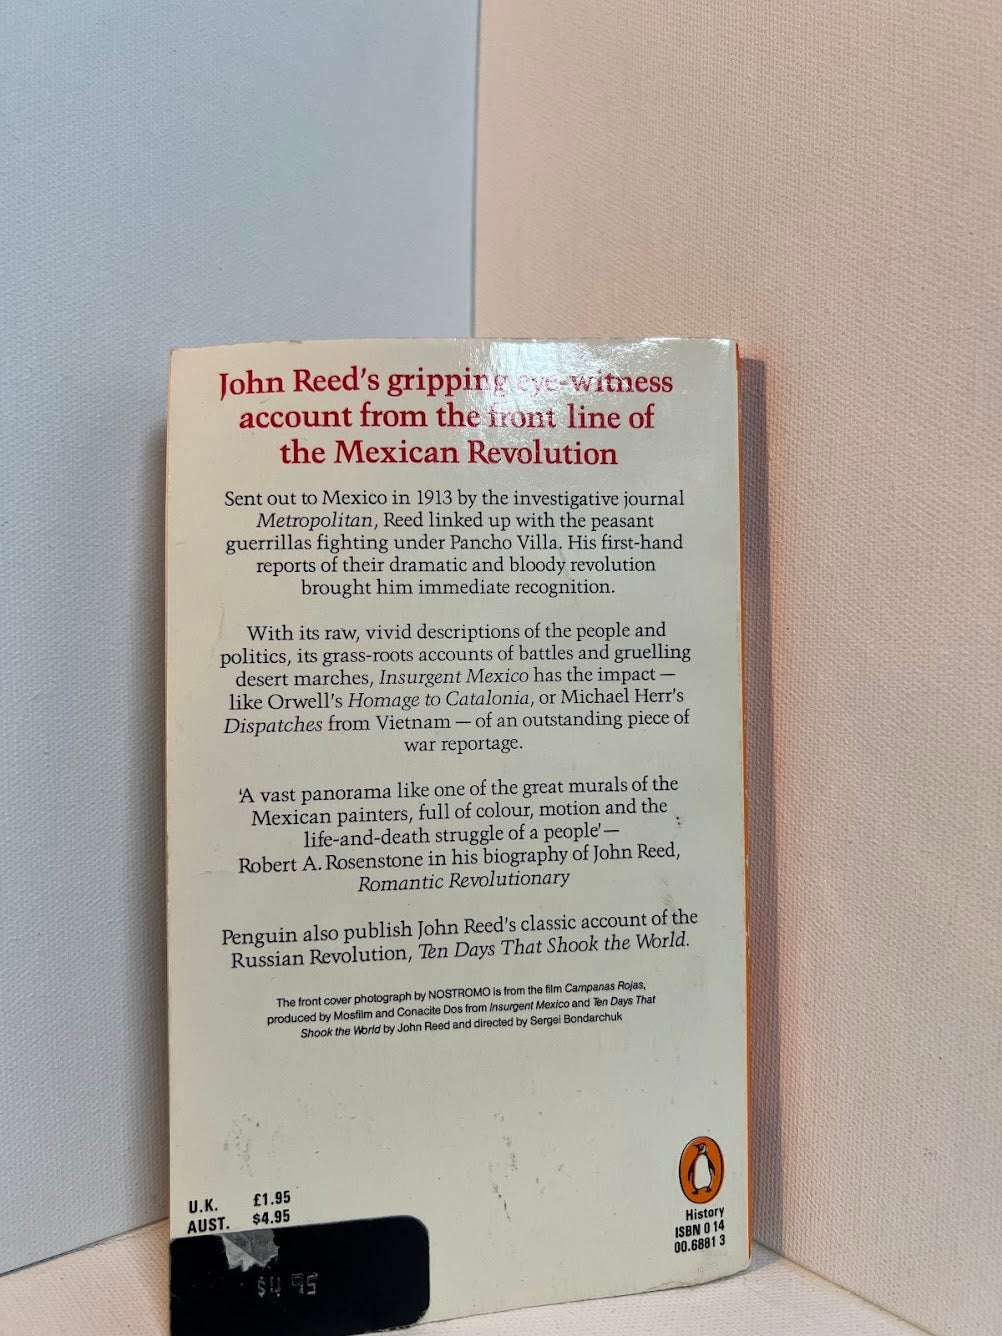 John Reed's gripping eye-witness
account from the front line of
the Mexican Revolution
Sent out to Mexico in 1913 by the investigative journal
Metropolitan, Reed linked up with the peasant
guerrillas fighting under Pancho Villa. His first-hand
reports of their dramatic and bloody revolution
brought him immediate recognition.
With its raw, vivid descriptions of the people and
politics, its grass-roots accounts of battles and gruelling
desert marches, Insurgent Mexico has the impact —
like Orwell's Homage to Catalonia, or Michael Herr's
Dispatches from Vietnam — of an outstanding piece of
war reportage.
'A vast panorama like one of the great murals of the
Mexican painters, full of colour, motion and the
life-and-death struggle of a people' —
Robert A. Rosenstone in his biography of John Reed,
Romantic Revolutionary
Penguin also publish John Reed's classic account of the
Russian Revolution, Ten Days That Shook the World.
The front cover photograph by NOSTROMO is from the film Campanas Rojas,
produced by Mosfilm and Conacite Dos from Insurgent Mexico and Ten Days That
Shook the World by John Reed and directed by Sergei Bondarchuk
U.K. £1.95
AUST. $4.95
$4.95
History
ISBN 0 14
00.6881 3